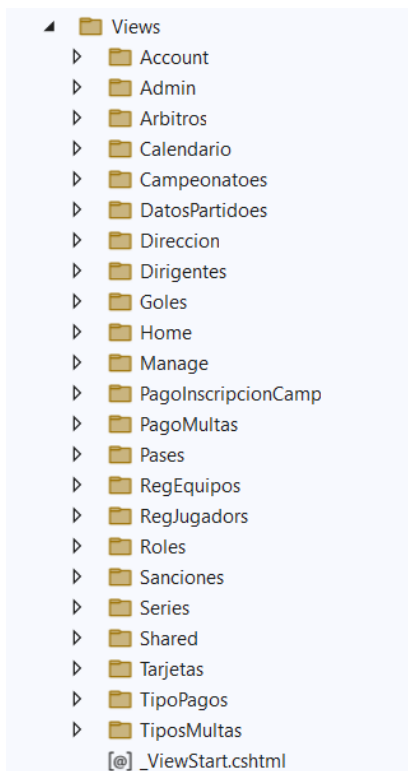 Views
Account
Admin
Arbitros
Calendario
Campeonatoes
DatosPartidoes
Direccion
Dirigentes
Goles
Home
Manage
PagoInscripcionCamp
PagoMultas
Pases
RegEquipos
RegJugadors
Roles
Sanciones
Series
Shared
Tarjetas
TipoPagos
TiposMultas
[@] _ViewStart.cshtml